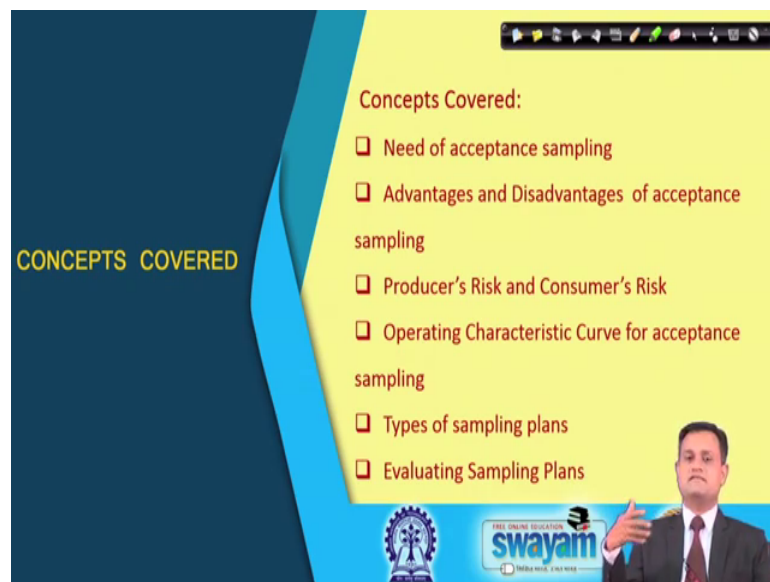 CONCEPTS COVERED
Concepts Covered:
❑ Need of acceptance sampling
❑ Advantages and Disadvantages of acceptance
sampling
❑ Producer's Risk and Consumer's Risk
❑ Operating Characteristic Curve for acceptance
sampling
❑ Types of sampling plans
❑ Evaluating Sampling Plans
FREE ONLINE EDUCATION
swayam